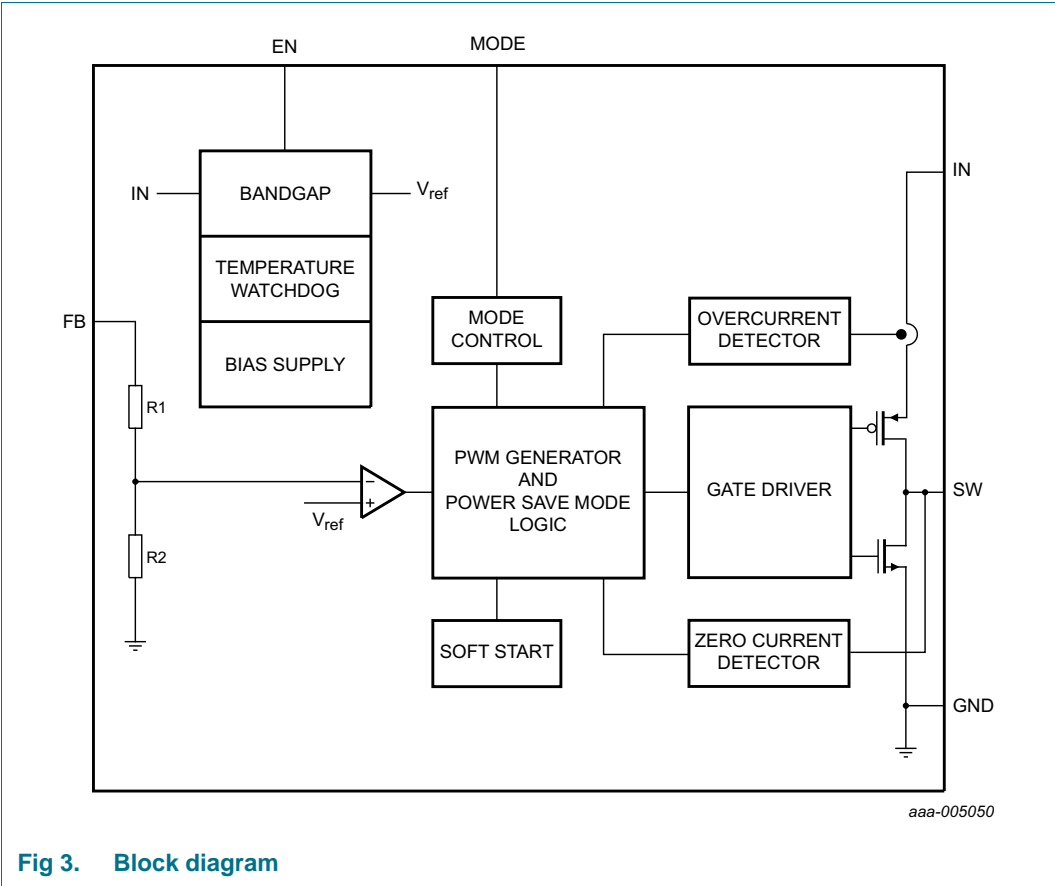 EN
MODE
IN
BANDGAP
Vref
IN
TEMPERATURE
WATCHDOG
FB
MODE
CONTROL
OVERCURRENT
DETECTOR
BIAS SUPPLY
R1
PWM GENERATOR
AND
POWER SAVE MODE
LOGIC
GATE DRIVER
SW
−
+
Vref
R2
SOFT START
ZERO CURRENT
DETECTOR
GND
aaa-005050
Fig 3. Block diagram